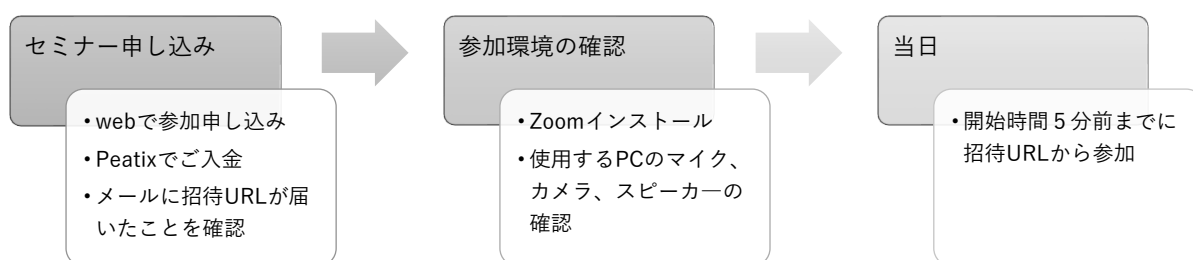 セミナー申し込み
• webで参加申し込み
• Peatixでご入金
• メールに招待URLが届
いたことを確認
参加環境の確認
• Zoomインストール
• 使用するPCのマイク、
カメラ、スピーカ―の
確認
当日
• 開始時間５分前までに
招待URLから参加